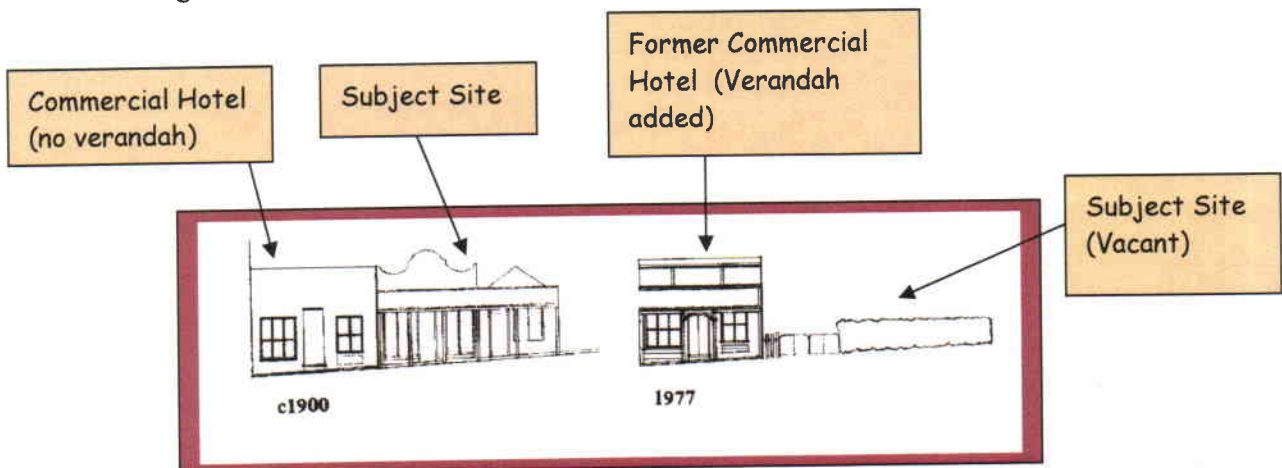 Commercial Hotel
(no verandah)
Subject Site
Former Commercial
Hotel (Verandah
added)
Subject Site
(Vacant)
c1900
1977